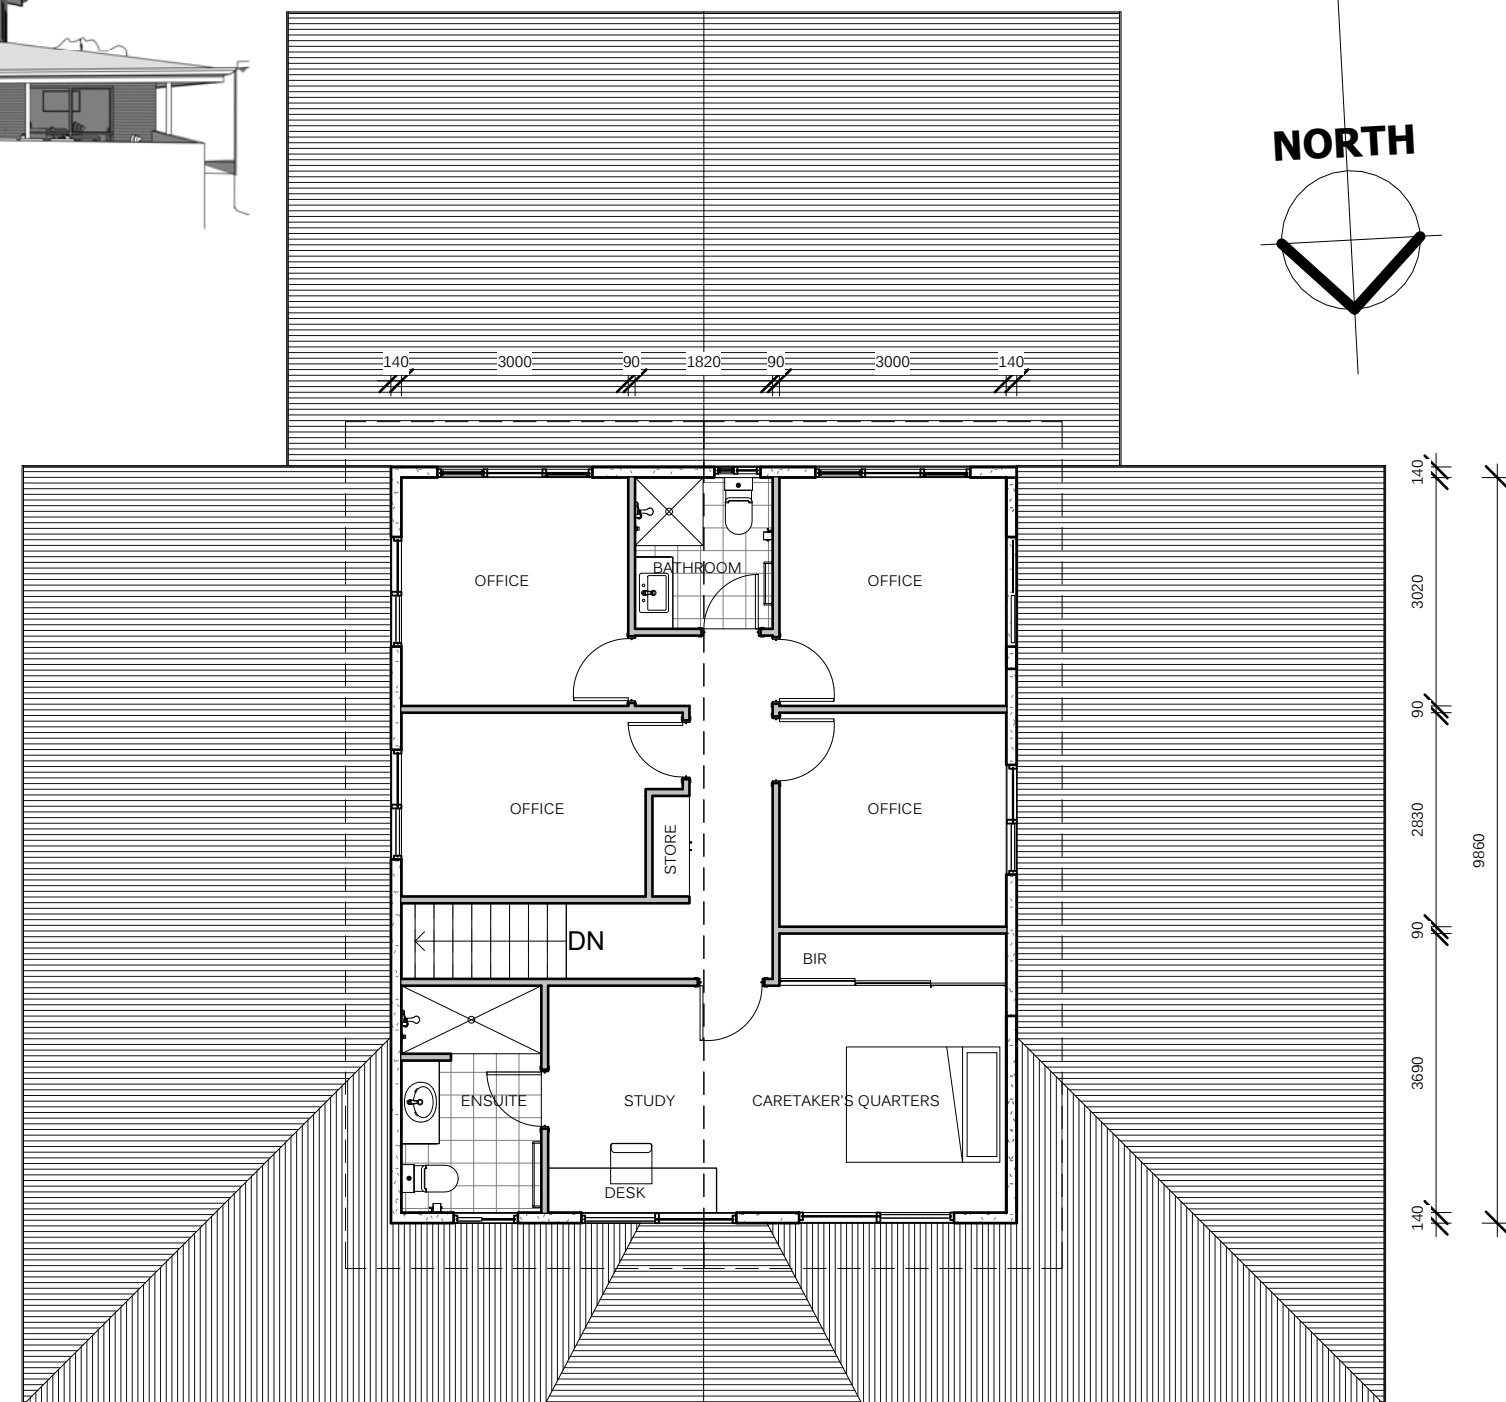 NORTH
140 3000 90 1820 90 3000 140
140
OFFICE
BATHROOM
OFFICE
3020
90
OFFICE
STORE
OFFICE
2830
9860
DN
90
BIR
ENSUITE
STUDY
CARETAKER'S QUARTERS
3690
DESK
140